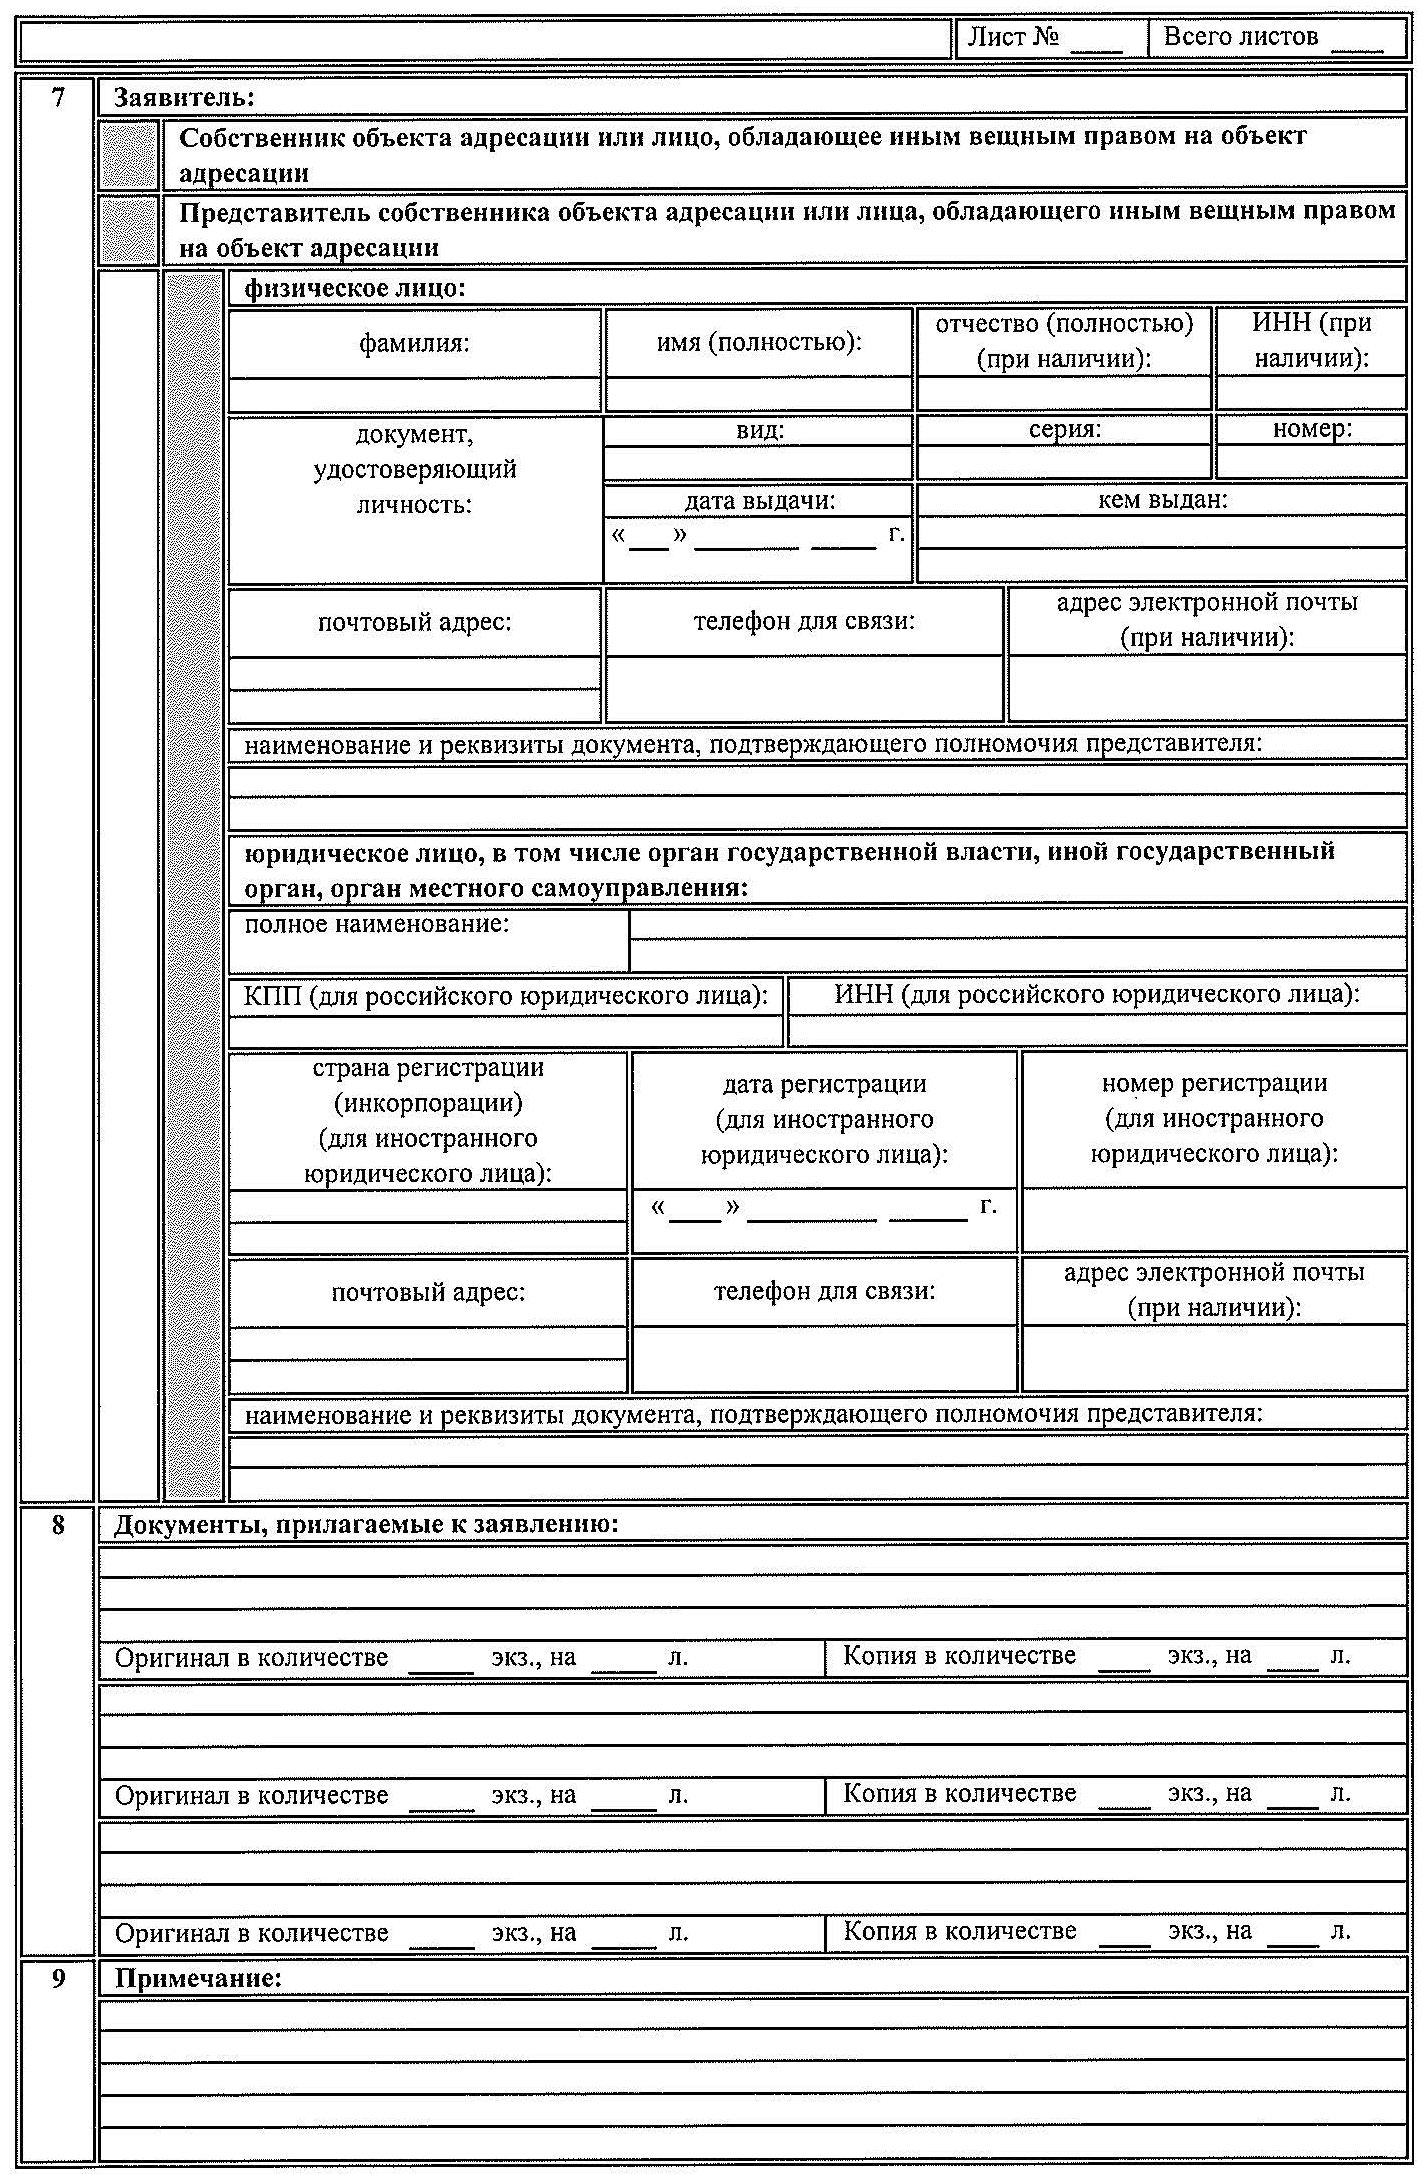 Лист № ____ Всего листов ____
7 Заявитель:
Собственник объекта адресации или лицо, обладающее иным вещным правом на объект
адресации
Представитель собственника объекта адресации или лица, обладающего иным вещным правом
на объект адресации
физическое лицо:
фамилия: имя (полностью): отчество (полностью) (при наличии): ИНН (при наличии):
документ,
удостоверяющий
личность:
вид: серия: номер:
дата выдачи: кем выдан:
«___» ________ _____ г.
почтовый адрес: телефон для связи: адрес электронной почты
(при наличии):
наименование и реквизиты документа, подтверждающего полномочия представителя:
юридическое лицо, в том числе орган государственной власти, иной государственный
орган, орган местного самоуправления:
полное наименование:
КПП (для российского юридического лица): ИНН (для российского юридического лица):
страна регистрации
(инкорпорации)
(для иностранного
юридического лица):
дата регистрации
(для иностранного
юридического лица):
номер регистрации
(для иностранного
юридического лица):
«____» __________ ______ г.
почтовый адрес: телефон для связи: адрес электронной почты
(при наличии):
наименование и реквизиты документа, подтверждающего полномочия представителя:
8 Документы, прилагаемые к заявлению:
Оригинал в количестве _____ экз., на _____ л. Копия в количестве ____ экз., на ____ л.
Оригинал в количестве _____ экз., на _____ л. Копия в количестве ____ экз., на ____ л.
Оригинал в количестве _____ экз., на _____ л. Копия в количестве ____ экз., на ____ л.
9 Примечание: